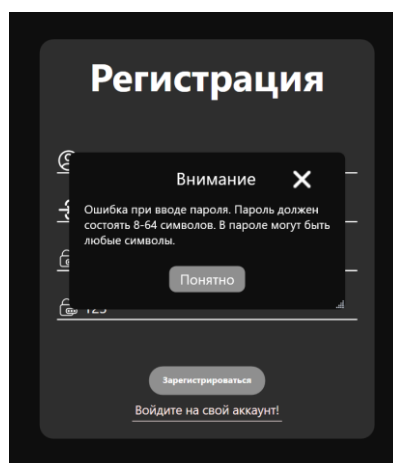 Регистрация
Внимание
Ошибка при вводе пароля. Пароль должен
состоять 8-64 символов. В пароле могут быть
любые символы.
Понятно
123
Зарегистрироваться
Войдите на свой аккаунт!